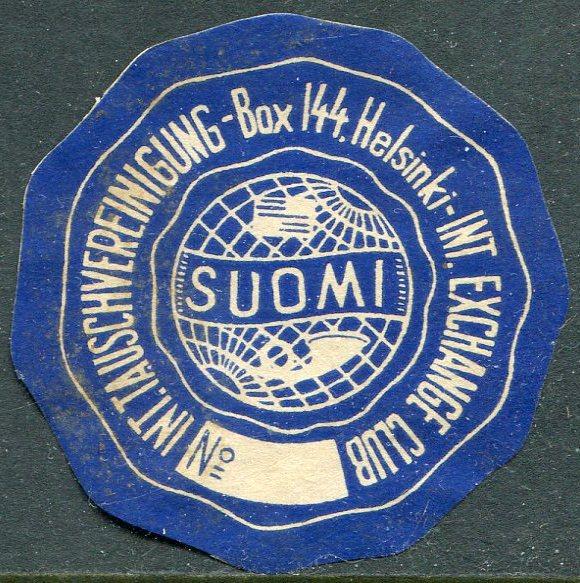 INT. TAUSCHVEREINIGUNG - Box 144. Helsinki - INT. EXCHANGE CLUB
SUOMI
No